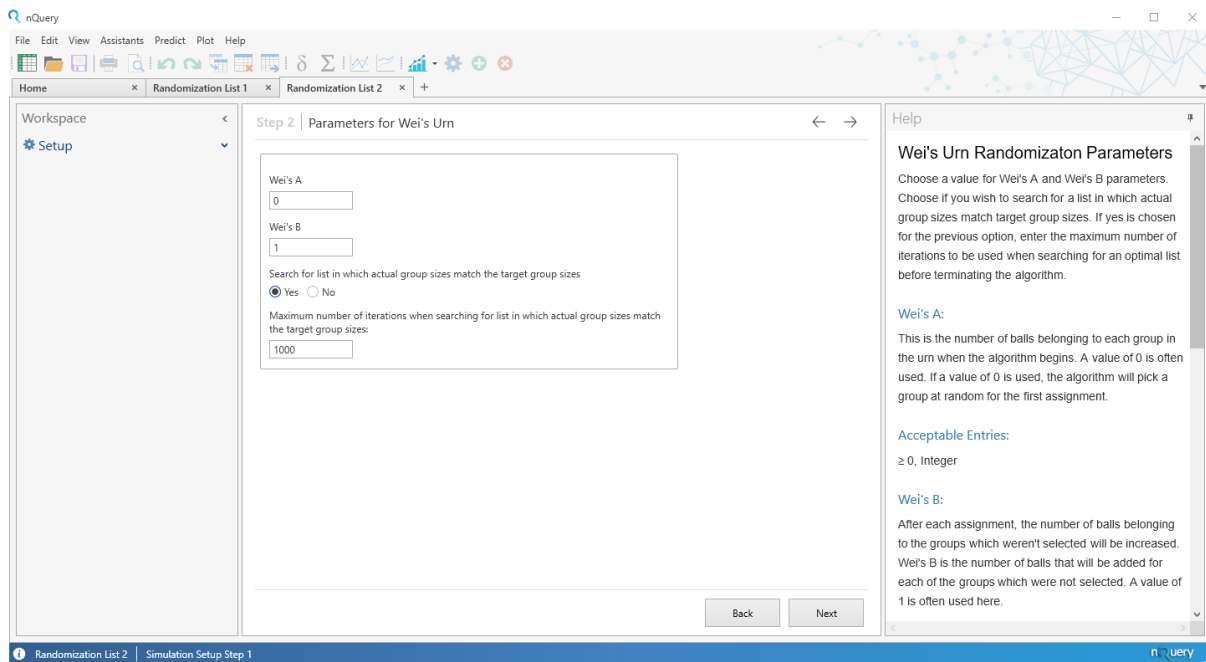 nQuery
File Edit View Assistants Predict Plot Help
Home × Randomization List 1 × Randomization List 2 × +
Workspace
Setup
Step 2 | Parameters for Wei's Urn
Wei's A
0
Wei's B
1
Search for list in which actual group sizes match the target group sizes
Yes No
Maximum number of iterations when searching for list in which actual group sizes match
the target group sizes:
1000
Back Next
Help
Wei's Urn Randomizaton Parameters
Choose a value for Wei's A and Wei's B parameters.
Choose if you wish to search for a list in which actual
group sizes match target group sizes. If yes is chosen
for the previous option, enter the maximum number of
iterations to be used when searching for an optimal list
before terminating the algorithm.
Wei's A:
This is the number of balls belonging to each group in
the urn when the algorithm begins. A value of 0 is often
used. If a value of 0 is used, the algorithm will pick a
group at random for the first assignment.
Acceptable Entries:
≥ 0, Integer
Wei's B:
After each assignment, the number of balls belonging
to the groups which weren't selected will be increased.
Wei's B is the number of balls that will be added for
each of the groups which were not selected. A value of
1 is often used here.
Randomization List 2 | Simulation Setup Step 1
nQuery